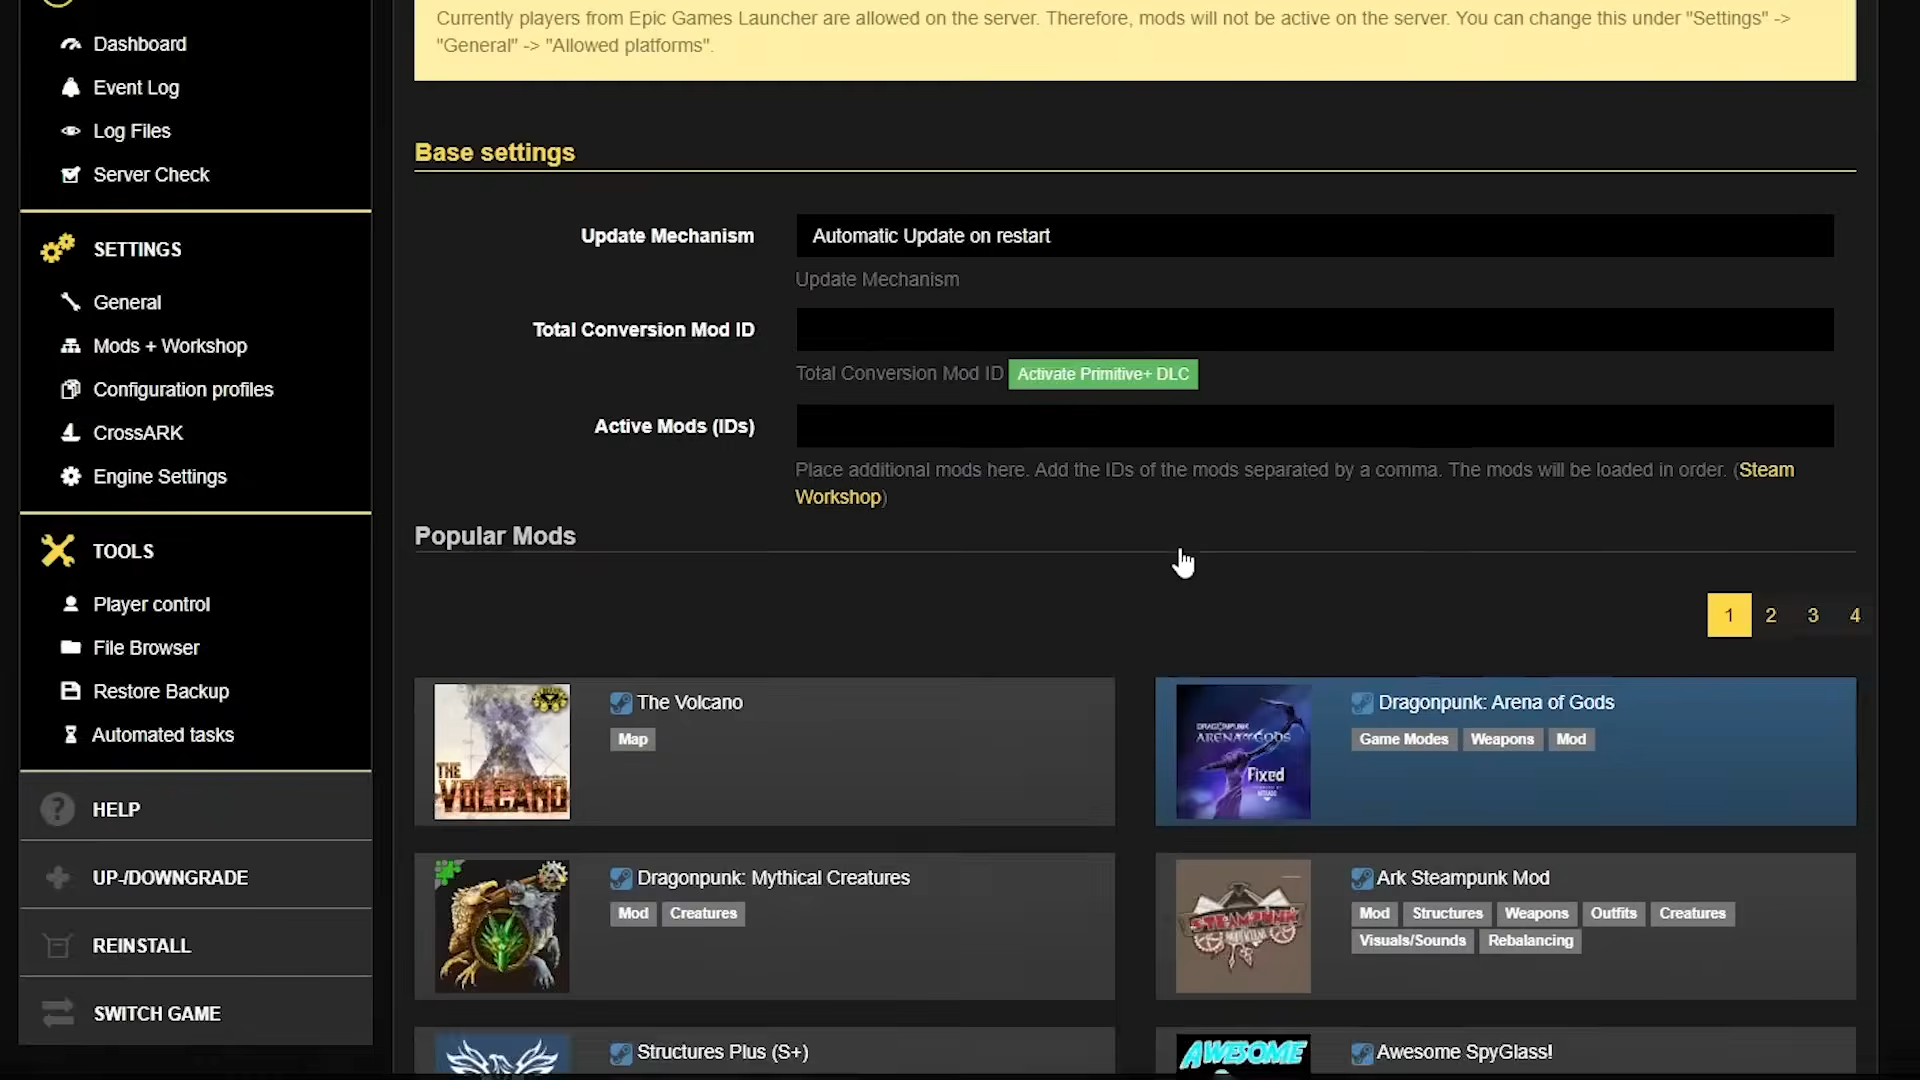 Currently players from Epic Games Launcher are allowed on the server. Therefore, mods will not be active on the server. You can change this under "Settings" ->
"General" -> "Allowed platforms".
Dashboard
Event Log
Log Files
Server Check
SETTINGS
General
Mods + Workshop
Configuration profiles
CrossARK
Engine Settings
TOOLS
Player control
File Browser
Restore Backup
Automated tasks
HELP
UP-/DOWNGRADE
REINSTALL
SWITCH GAME
Base settings
Update Mechanism
Automatic Update on restart
Update Mechanism
Total Conversion Mod ID
Total Conversion Mod ID Activate Primitive+ DLC
Active Mods (IDs)
Place additional mods here. Add the IDs of the mods separated by a comma. The mods will be loaded in order. (Steam
Workshop)
Popular Mods
1 2 3 4
THE
VOLCANO
The Volcano
Map
DRAGONPUNK
ARENA OF GODS
Fixed
Dragonpunk: Arena of Gods
Game Modes Weapons Mod
Dragonpunk: Mythical Creatures
Mod Creatures
STEAMPUNK
Ark Steampunk Mod
Mod Structures Weapons Outfits Creatures
Visuals/Sounds Rebalancing
Structures Plus (S+)
AWESOME
Awesome SpyGlass!